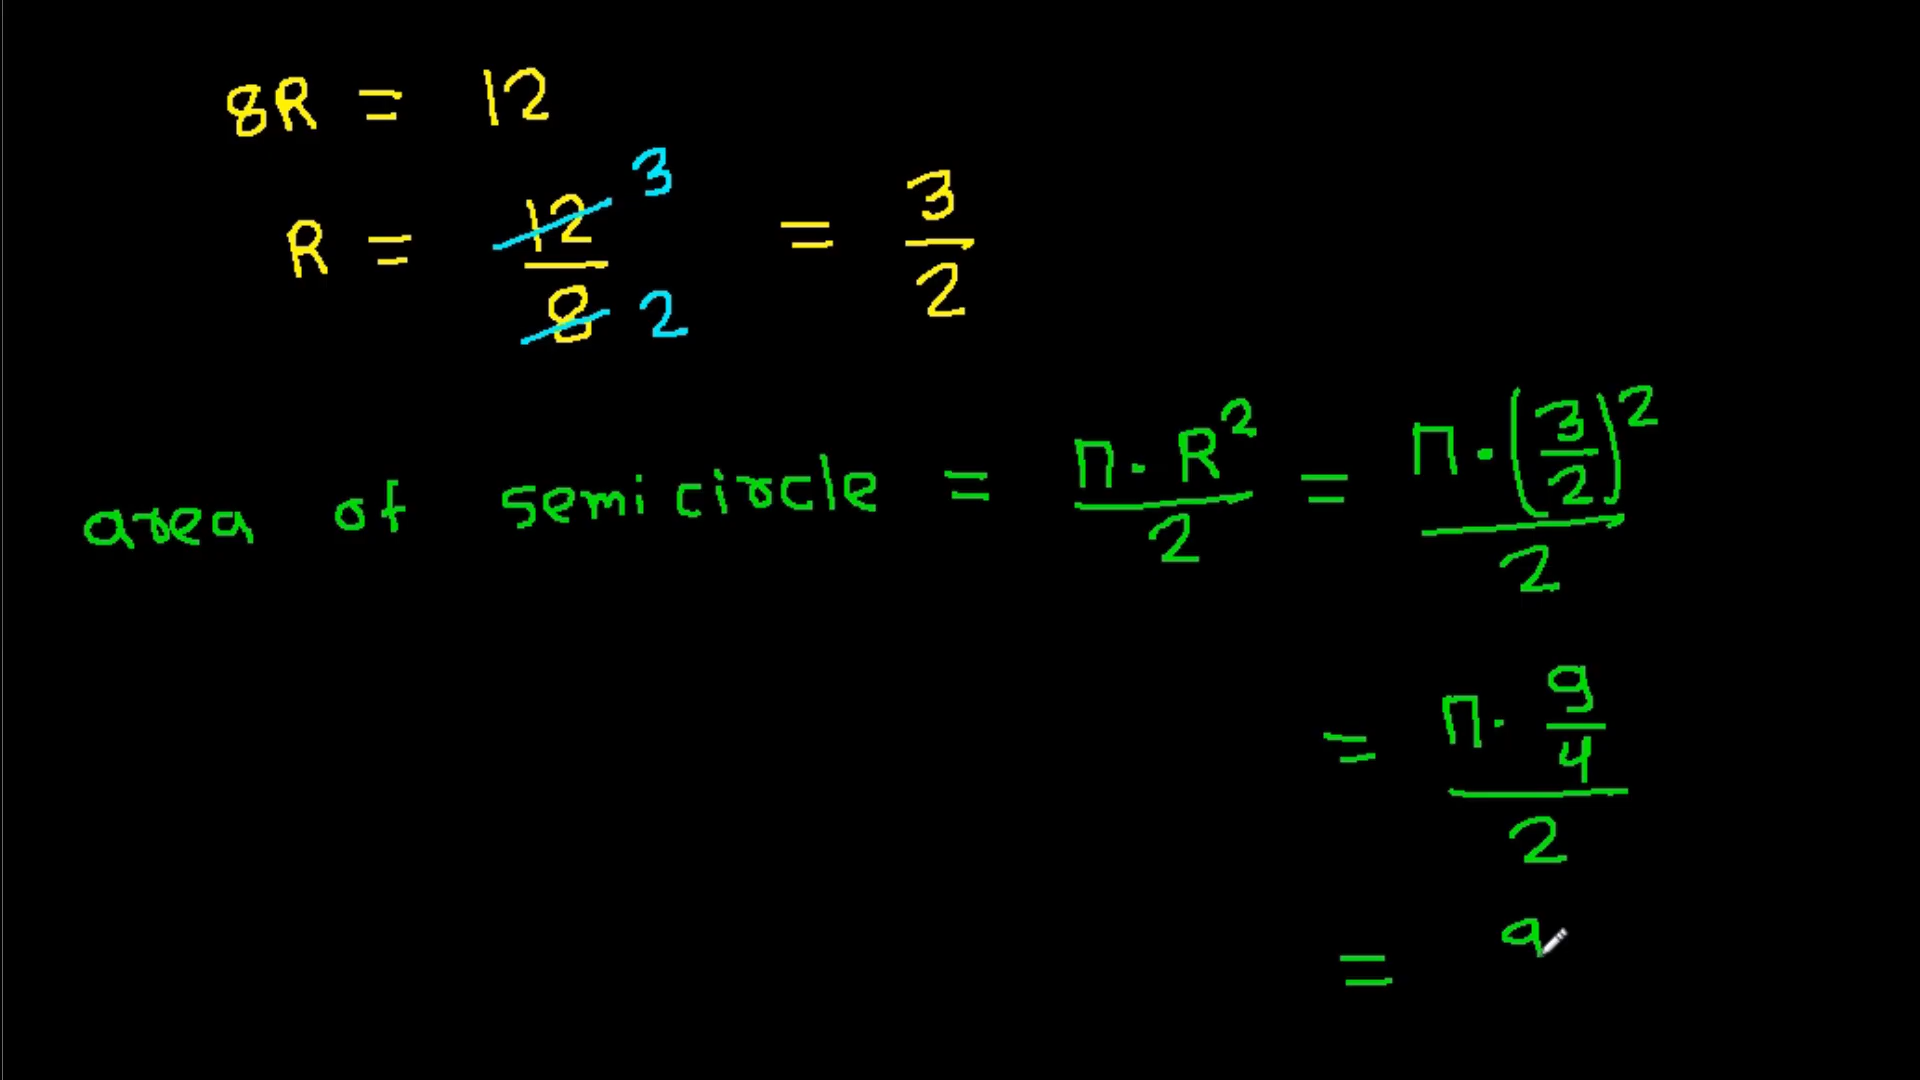 8R = 12
R = 12/8 3 2 = 3/2
area of semicircle = π · R²/2 = π · (3/2)²/2
= π · 9/4/2
= 9